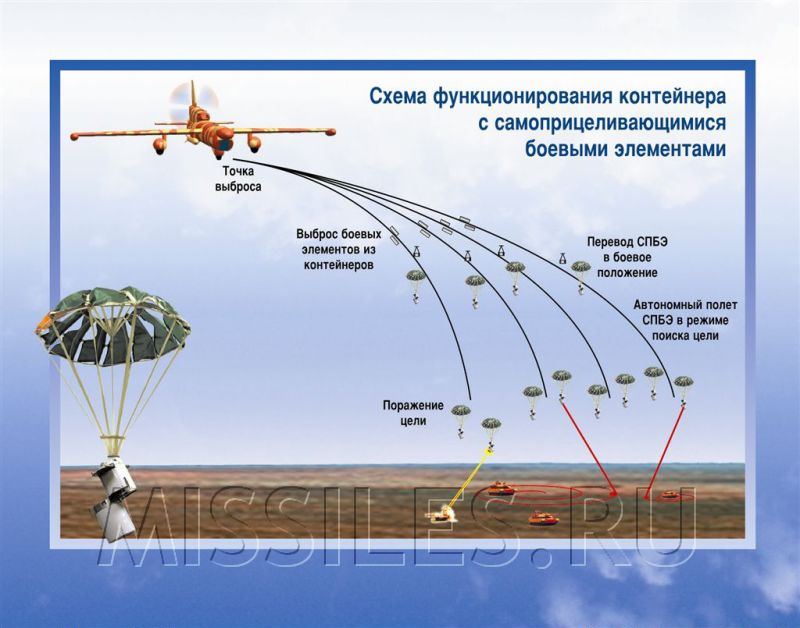 Схема функционирования контейнера
с самоприцеливающимися
боевыми элементами
Точка
выброса
Выброс боевых
элементов из
контейнеров
Перевод СПБЭ
в боевое
положение
Автономный полет
СПБЭ в режиме
поиска цели
Поражение
цели
MISSILES.RU